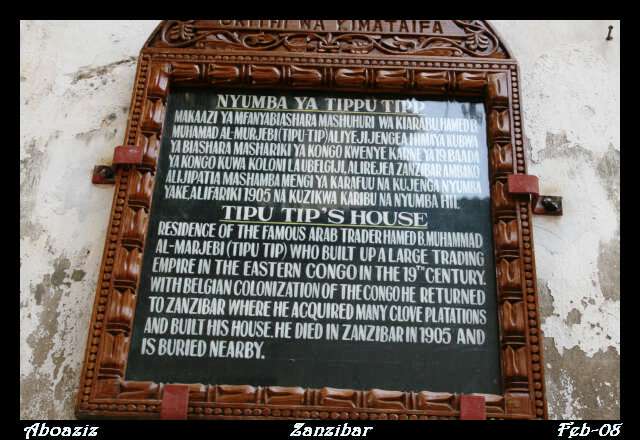 URITHI NA KIMATAIFA
NYUMBA YA TIPPU TIPP
MAKAAZI YA MFANYABIASHARA MASHUHURI WA KIARABU, HAMED B.
MUHAMAD AL-MURJEBI (TIPU-TIP) ALIYEJIJENGEA HIMAYA KUBWA
YA BIASHARA MASHARIKI YA KONGO KWENYE KARNE YA 19. BAADA
YA KONGO KUWA KOLONI LA UBELGIJI, ALIREJEA ZANZIBAR AMBAKO
ALIJIPATIA MASHAMBA MENGI YA KARAFUU NA KUJENGA NYUMBA
YAKE, ALIFARIKI 1905 NA KUZIKWA KARIBU NA NYUMBA HII.
TIPU TIP'S HOUSE
RESIDENCE OF THE FAMOUS ARAB TRADER HAMED B. MUHAMMAD
AL-MARJEBI (TIPU TIP) WHO BUILT UP A LARGE TRADING
EMPIRE IN THE EASTERN CONGO IN THE 19TH CENTURY.
WITH BELGIAN COLONIZATION OF THE CONGO HE RETURNED
TO ZANZIBAR WHERE HE ACQUIRED MANY CLOVE PLATATIONS
AND BUILT HIS HOUSE. HE DIED IN ZANZIBAR IN 1905 AND
IS BURIED NEARBY.
Aboaziz Zanzibar Feb-08